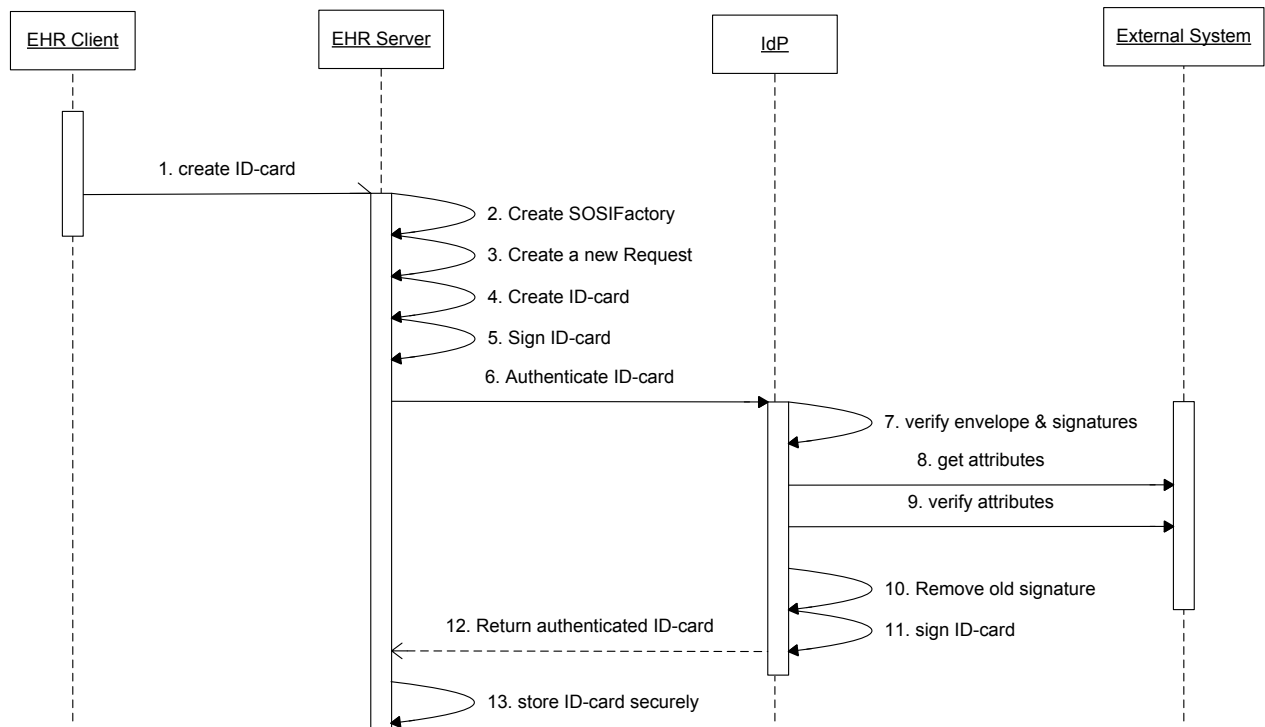 EHR Client
EHR Server
IdP
External System
1. create ID-card
2. Create SOSIFactory
3. Create a new Request
4. Create ID-card
5. Sign ID-card
6. Authenticate ID-card
7. verify envelope & signatures
8. get attributes
9. verify attributes
10. Remove old signature
11. sign ID-card
12. Return authenticated ID-card
13. store ID-card securely